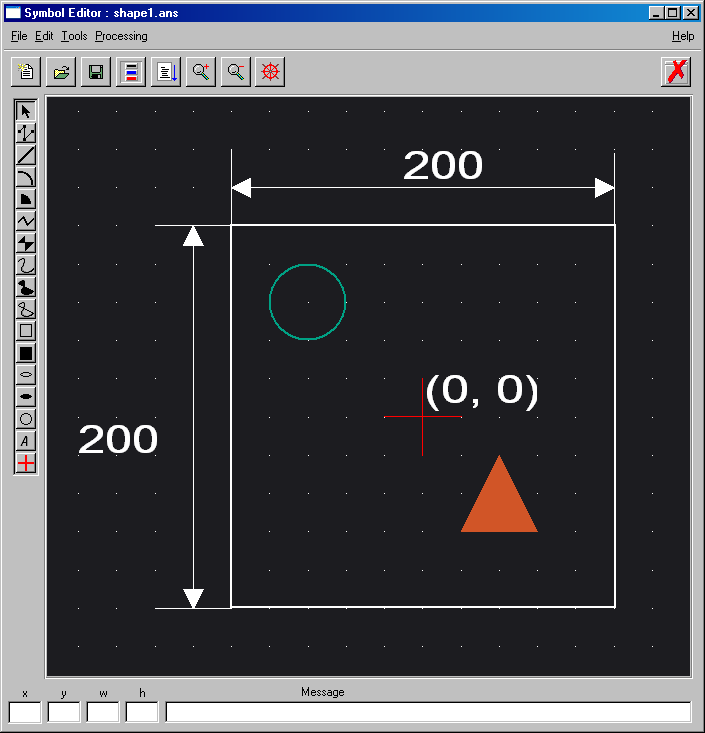 Symbol Editor : shape1.ans
File Edit Tools Processing Help
200
(0, 0)
200
A
x y w h Message